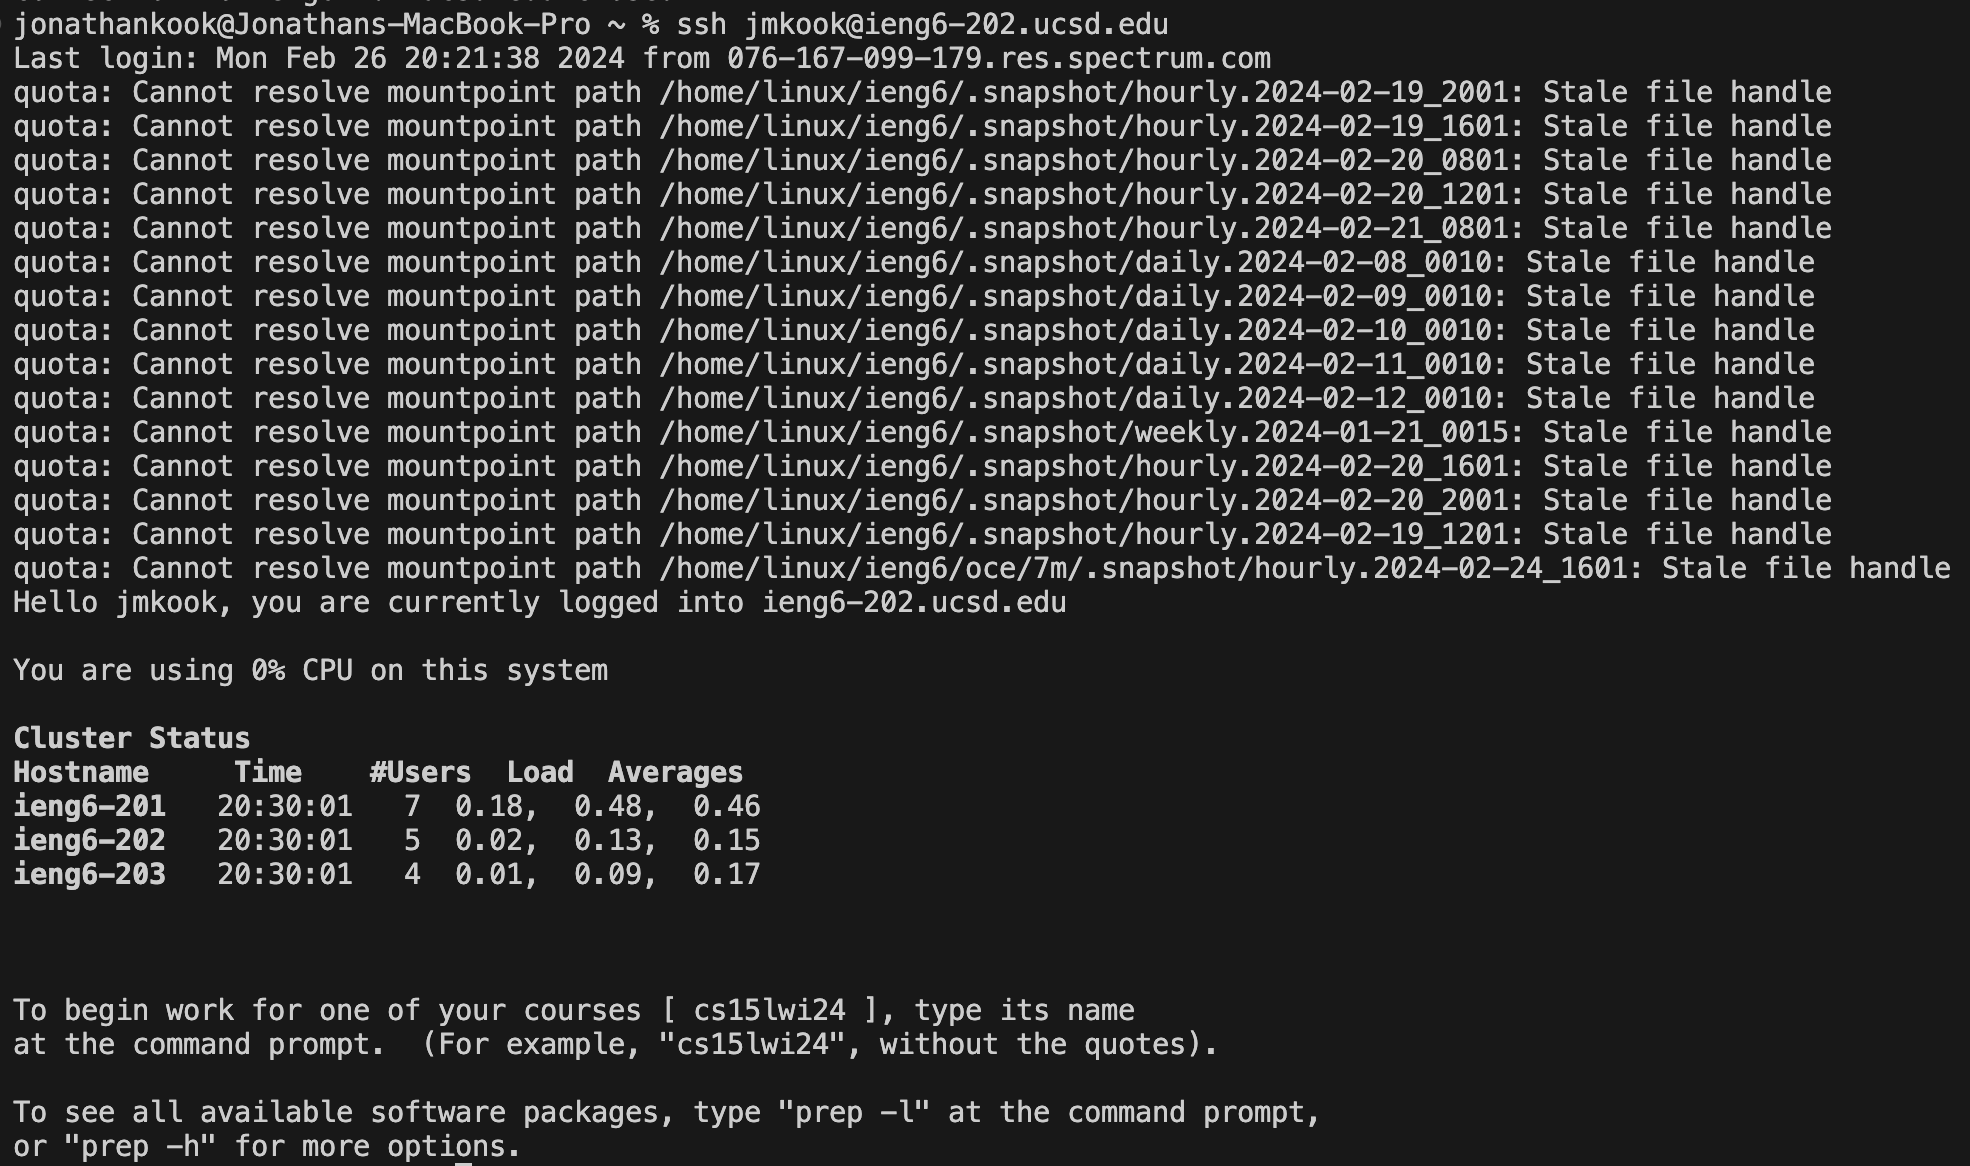 jonathankook@Jonathans-MacBook-Pro ~ % ssh jmkook@ieng6-202.ucsd.edu
Last login: Mon Feb 26 20:21:38 2024 from 076-167-099-179.res.spectrum.com
quota: Cannot resolve mountpoint path /home/linux/ieng6/.snapshot/hourly.2024-02-19_2001: Stale file handle
quota: Cannot resolve mountpoint path /home/linux/ieng6/.snapshot/hourly.2024-02-19_1601: Stale file handle
quota: Cannot resolve mountpoint path /home/linux/ieng6/.snapshot/hourly.2024-02-20_0801: Stale file handle
quota: Cannot resolve mountpoint path /home/linux/ieng6/.snapshot/hourly.2024-02-20_1201: Stale file handle
quota: Cannot resolve mountpoint path /home/linux/ieng6/.snapshot/hourly.2024-02-21_0801: Stale file handle
quota: Cannot resolve mountpoint path /home/linux/ieng6/.snapshot/daily.2024-02-08_0010: Stale file handle
quota: Cannot resolve mountpoint path /home/linux/ieng6/.snapshot/daily.2024-02-09_0010: Stale file handle
quota: Cannot resolve mountpoint path /home/linux/ieng6/.snapshot/daily.2024-02-10_0010: Stale file handle
quota: Cannot resolve mountpoint path /home/linux/ieng6/.snapshot/daily.2024-02-11_0010: Stale file handle
quota: Cannot resolve mountpoint path /home/linux/ieng6/.snapshot/daily.2024-02-12_0010: Stale file handle
quota: Cannot resolve mountpoint path /home/linux/ieng6/.snapshot/weekly.2024-01-21_0015: Stale file handle
quota: Cannot resolve mountpoint path /home/linux/ieng6/.snapshot/hourly.2024-02-20_1601: Stale file handle
quota: Cannot resolve mountpoint path /home/linux/ieng6/.snapshot/hourly.2024-02-20_2001: Stale file handle
quota: Cannot resolve mountpoint path /home/linux/ieng6/.snapshot/hourly.2024-02-19_1201: Stale file handle
quota: Cannot resolve mountpoint path /home/linux/ieng6/oce/7m/.snapshot/hourly.2024-02-24_1601: Stale file handle
Hello jmkook, you are currently logged into ieng6-202.ucsd.edu
You are using 0% CPU on this system
Cluster Status
Hostname     Time    #Users  Load  Averages
ieng6-201   20:30:01   7  0.18,  0.48,  0.46
ieng6-202   20:30:01   5  0.02,  0.13,  0.15
ieng6-203   20:30:01   4  0.01,  0.09,  0.17
To begin work for one of your courses [ cs15lwi24 ], type its name
at the command prompt.  (For example, "cs15lwi24", without the quotes).
To see all available software packages, type "prep -l" at the command prompt,
or "prep -h" for more options.